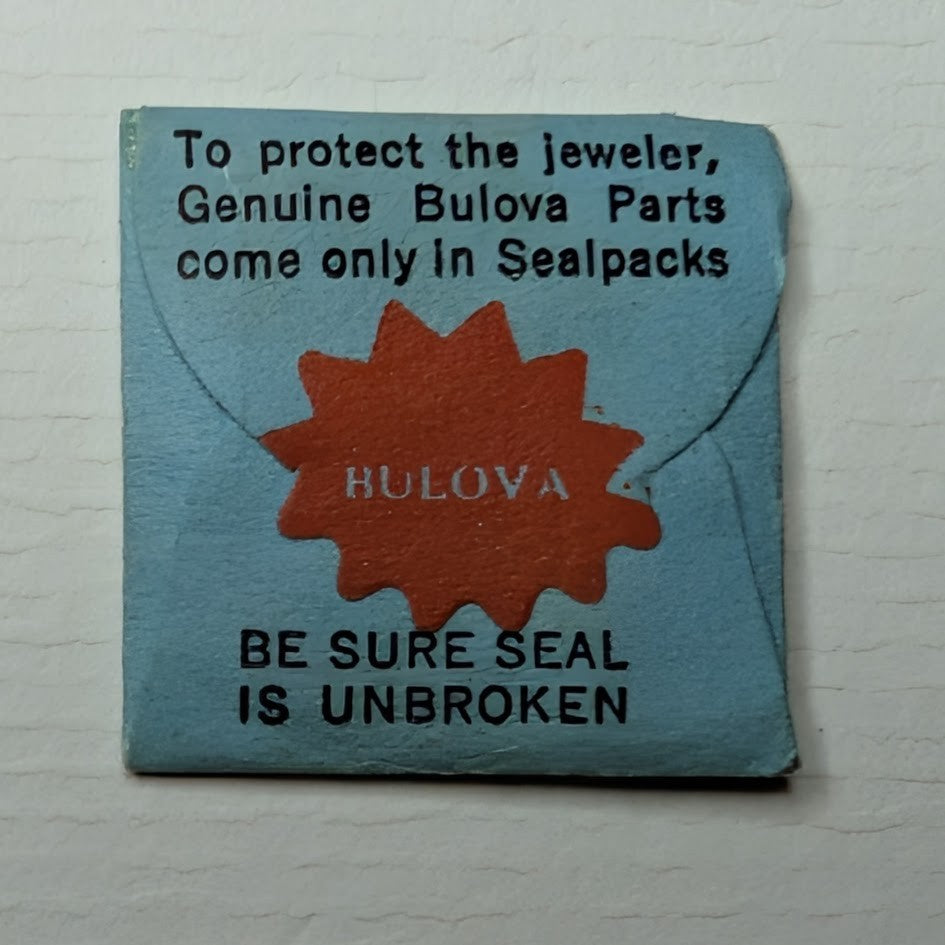 To protect the jeweler,
Genuine Bulova Parts
come only in Sealpacks
BULOVA
BE SURE SEAL
IS UNBROKEN